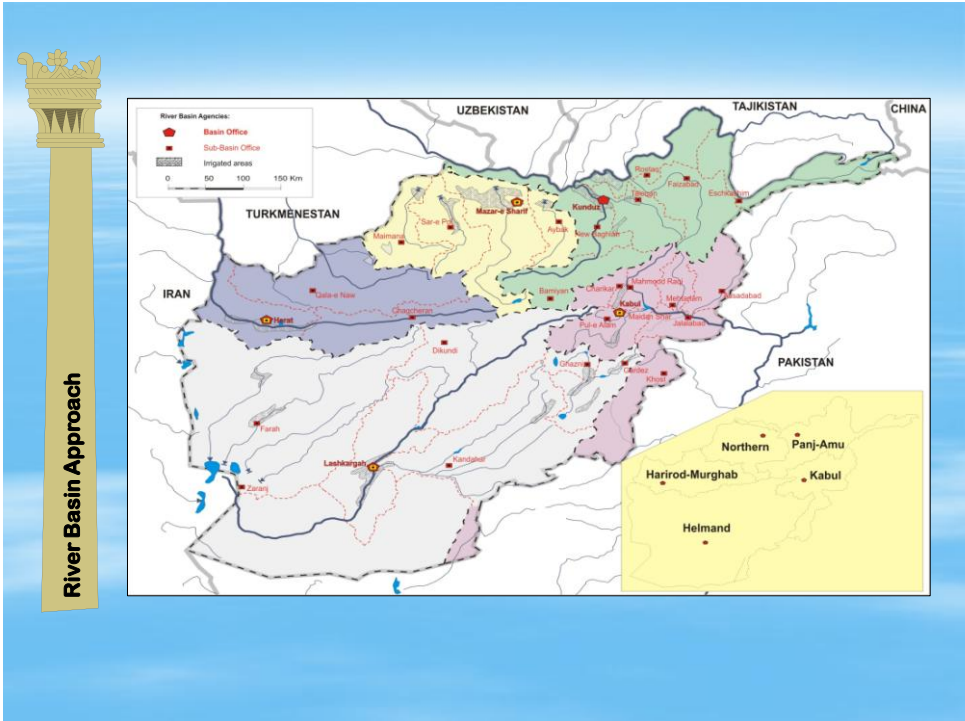 River Basin Approach
UZBEKISTAN
TAJIKISTAN
CHINA
River Basin Agencies:
Basin Office
Sub-Basin Office
Irrigated areas
0 50 100 150 Km
TURKMENESTAN
IRAN
PAKISTAN
Mazar-e Sharif
Sar-e Pul
Maimana
Aybak
Kunduz
Faizabad
Eschkashim
New Baghlan
Qala-e Naw
Chagcheran
Herat
Bamiyan
Charikar
Mahmood Raqi
Mehtarlam
Asadabad
Kabul
Maidan Shar
Pul-e Alam
Jalalabad
Dikundi
Ghazni
Gardez
Khost
Farah
Lashkargah
Kandahar
Zaranj
Northern
Panj-Amu
Harirod-Murghab
Kabul
Helmand